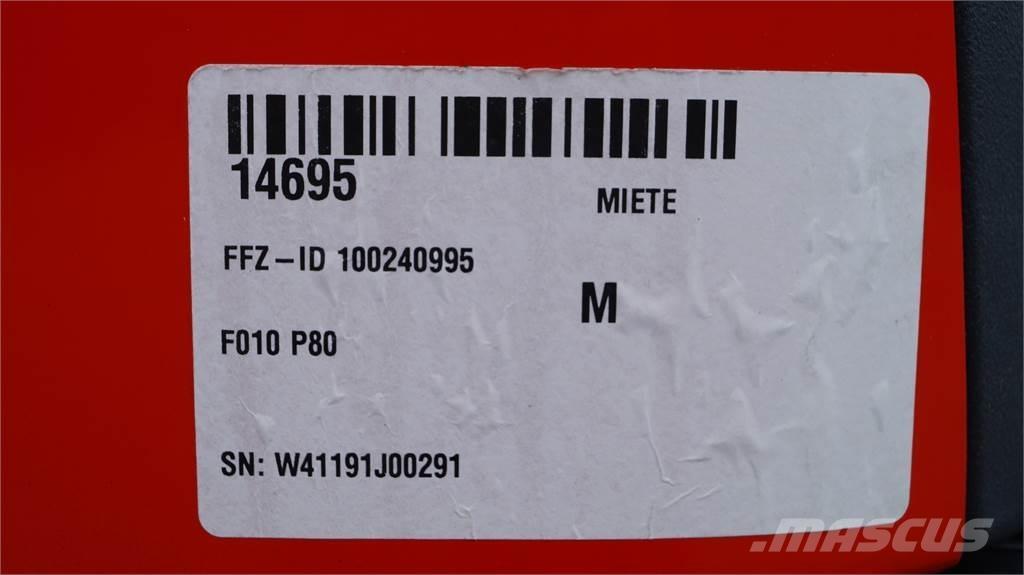 14695
MIETE
FFZ-ID 100240995
M
F010 P80
SN: W41191J00291
MASCUS